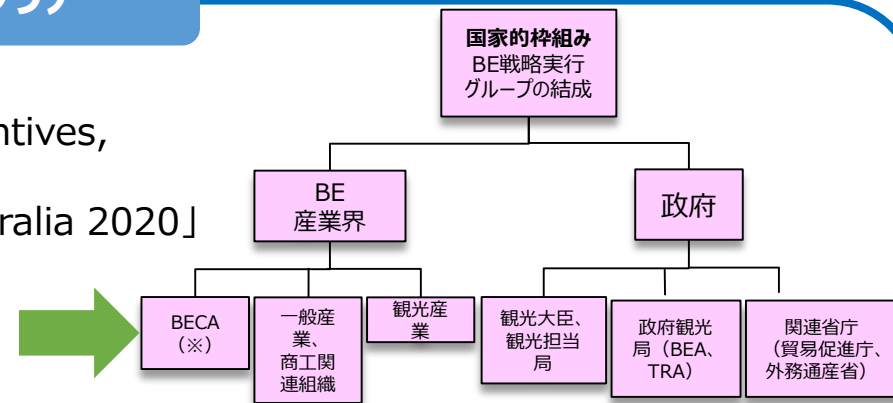 国家的枠組み
BE戦略実行
グループの結成
ntives,
ralia 2020」
BE
産業界
政府
BECA
(※)
一般産
業、
商工関
連組織
観光産
業
観光大臣、
観光担当
局
政府観光
局（BEA、
TRA）
関連省庁
（貿易促進庁、
外務通産省）